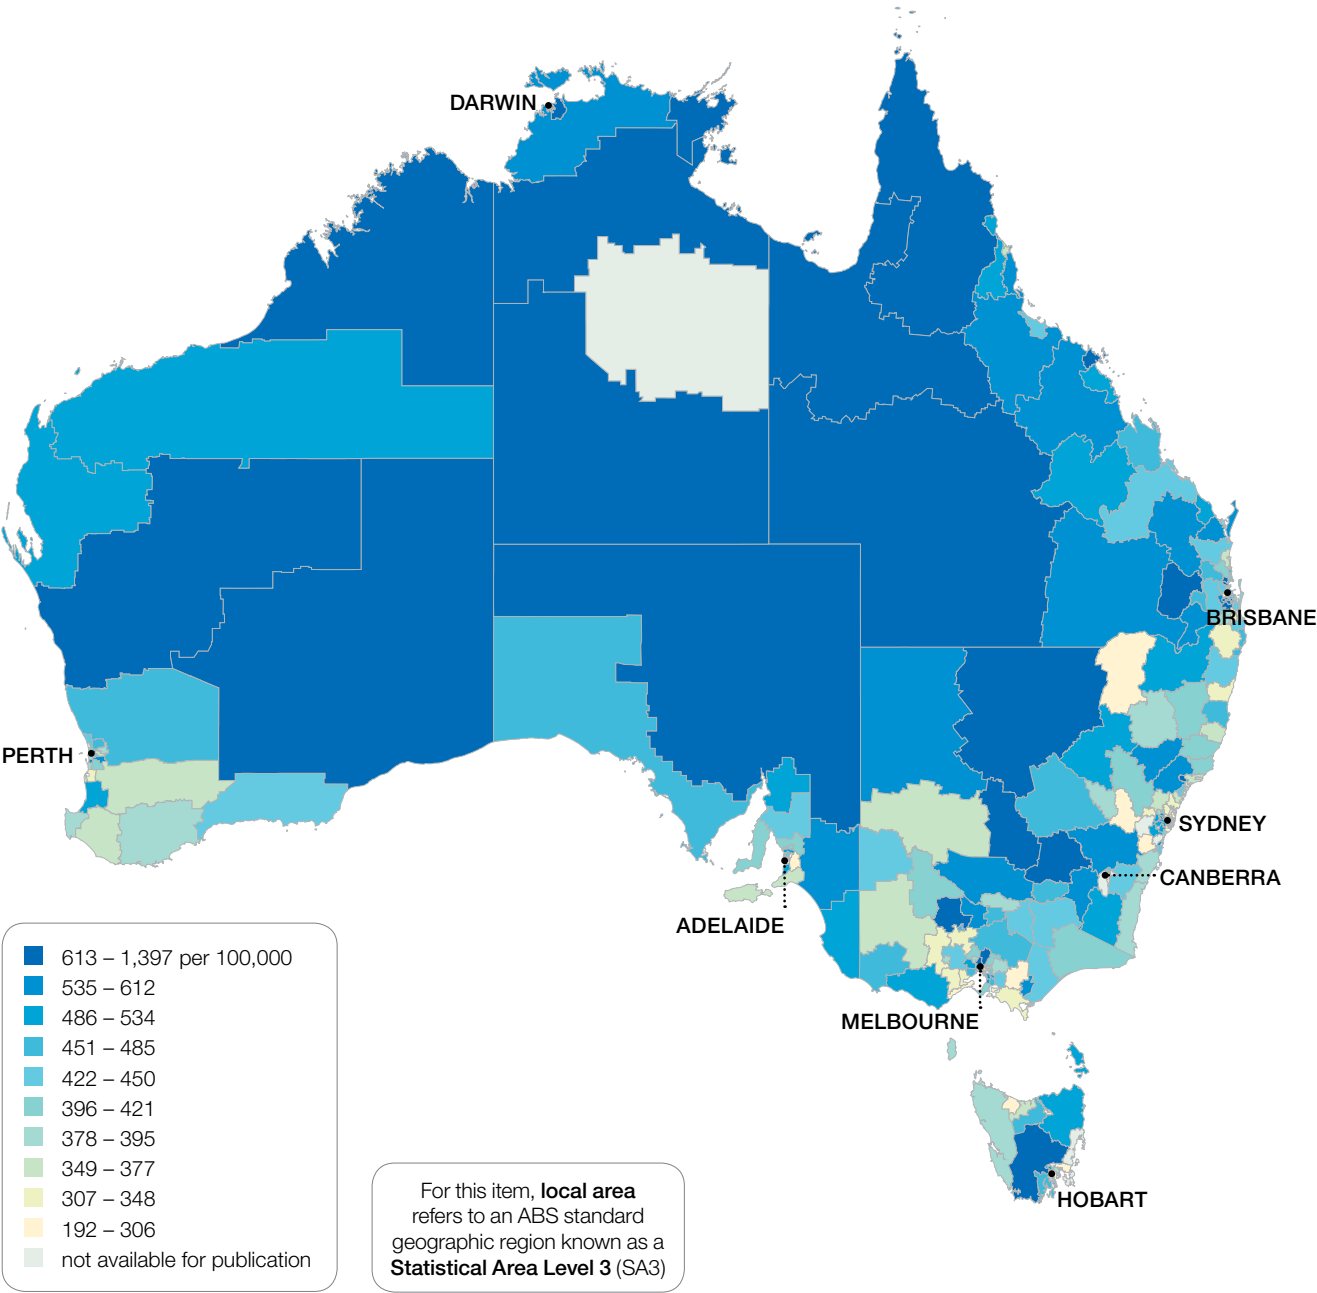 DARWIN
BRISBANE
PERTH
SYDNEY
CANBERRA
ADELAIDE
MELBOURNE
HOBART
613 – 1,397 per 100,000
535 – 612
486 – 534
451 – 485
422 – 450
396 – 421
378 – 395
349 – 377
307 – 348
192 – 306
not available for publication
For this item, local area
refers to an ABS standard
geographic region known as a
Statistical Area Level 3 (SA3)